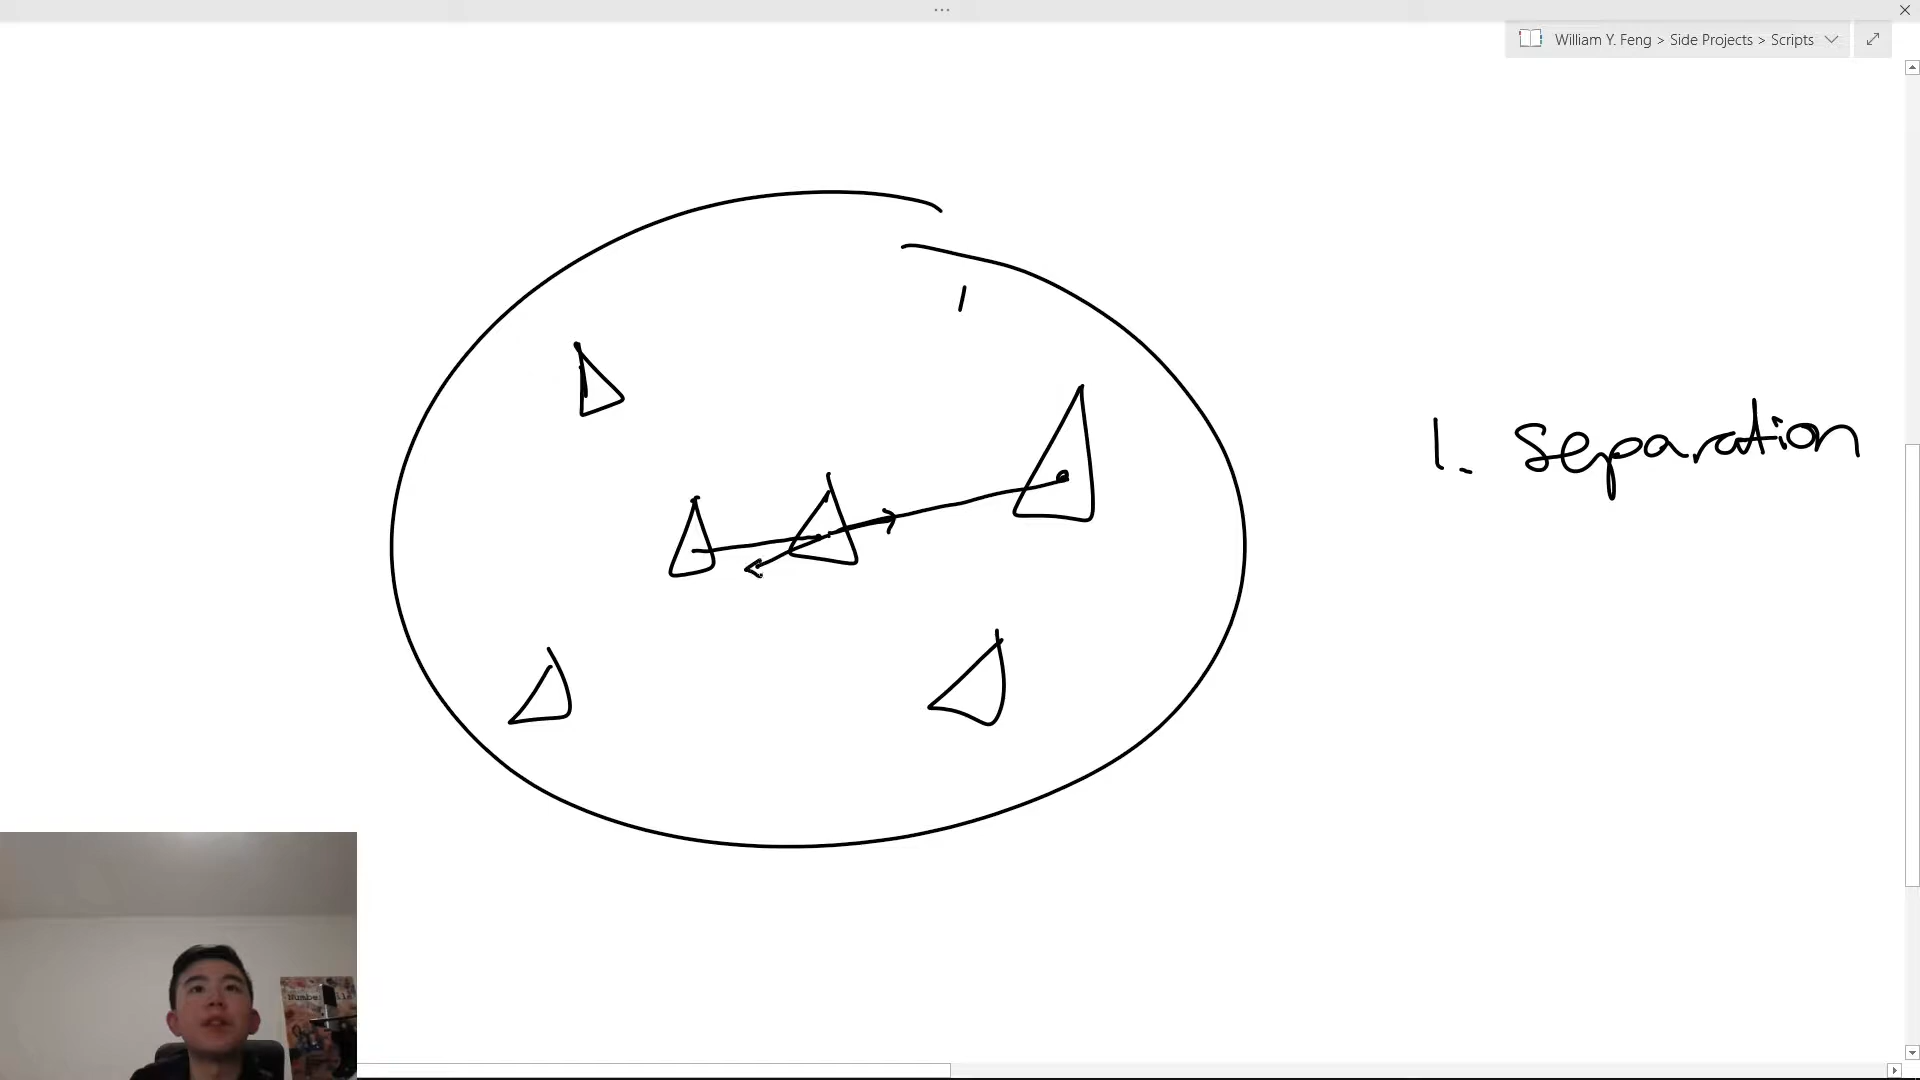 William Y. Feng > Side Projects > Scripts
1. separation